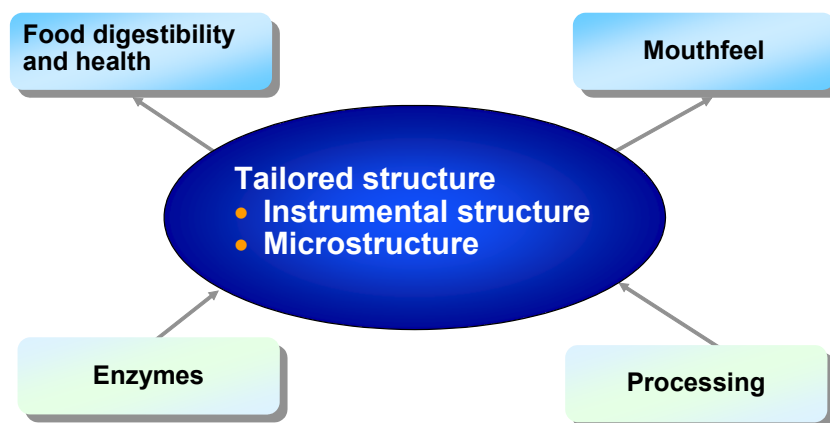 Food digestibility
and health
Mouthfeel
Tailored structure
• Instrumental structure
• Microstructure
Enzymes
Processing